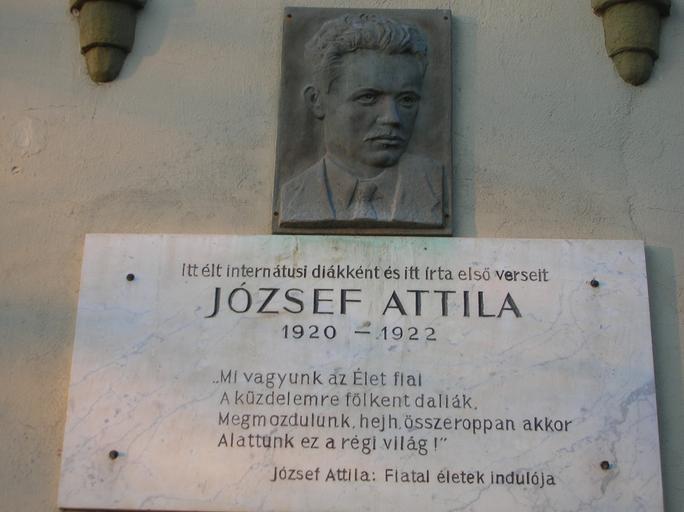 Itt élt internátusi diákként és itt írta első verseit
JÓZSEF ATTILA
1920 – 1922
„Mi vagyunk az Élet fiai
A küzdelemre fölkent daliák.
Megmozdulunk, hejh, összeroppan akkor
Alattunk ez a régi világ!”
József Attila: Fiatal életek indulója